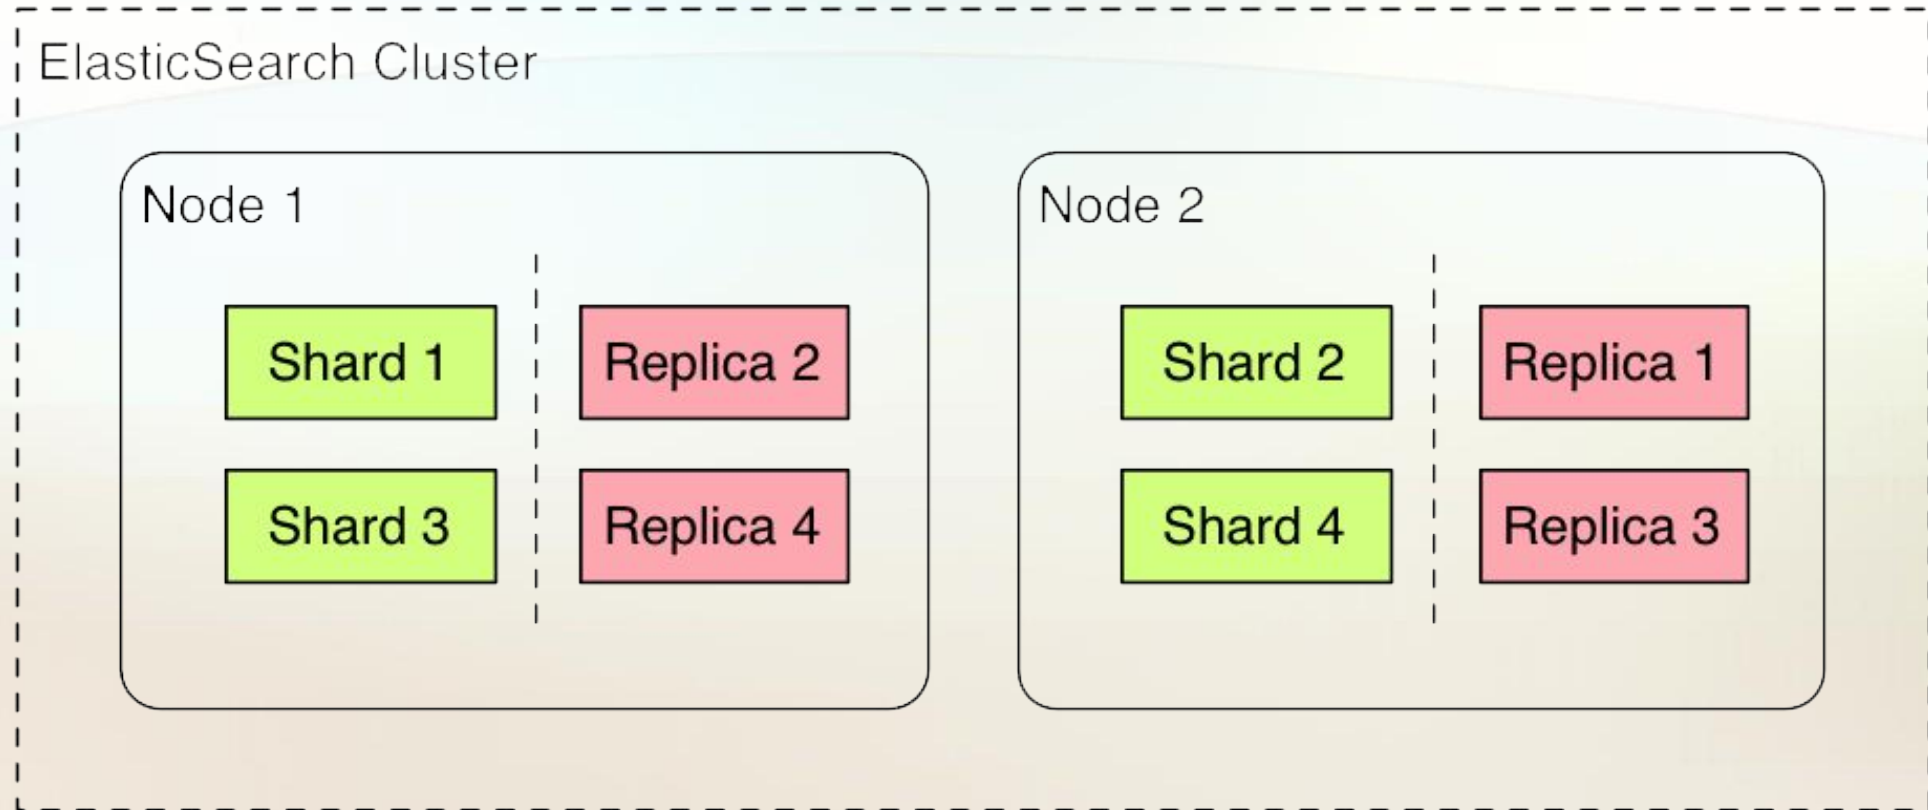 ElasticSearch Cluster
Node 1
Shard 1
Replica 2
Shard 3
Replica 4
Node 2
Shard 2
Replica 1
Shard 4
Replica 3